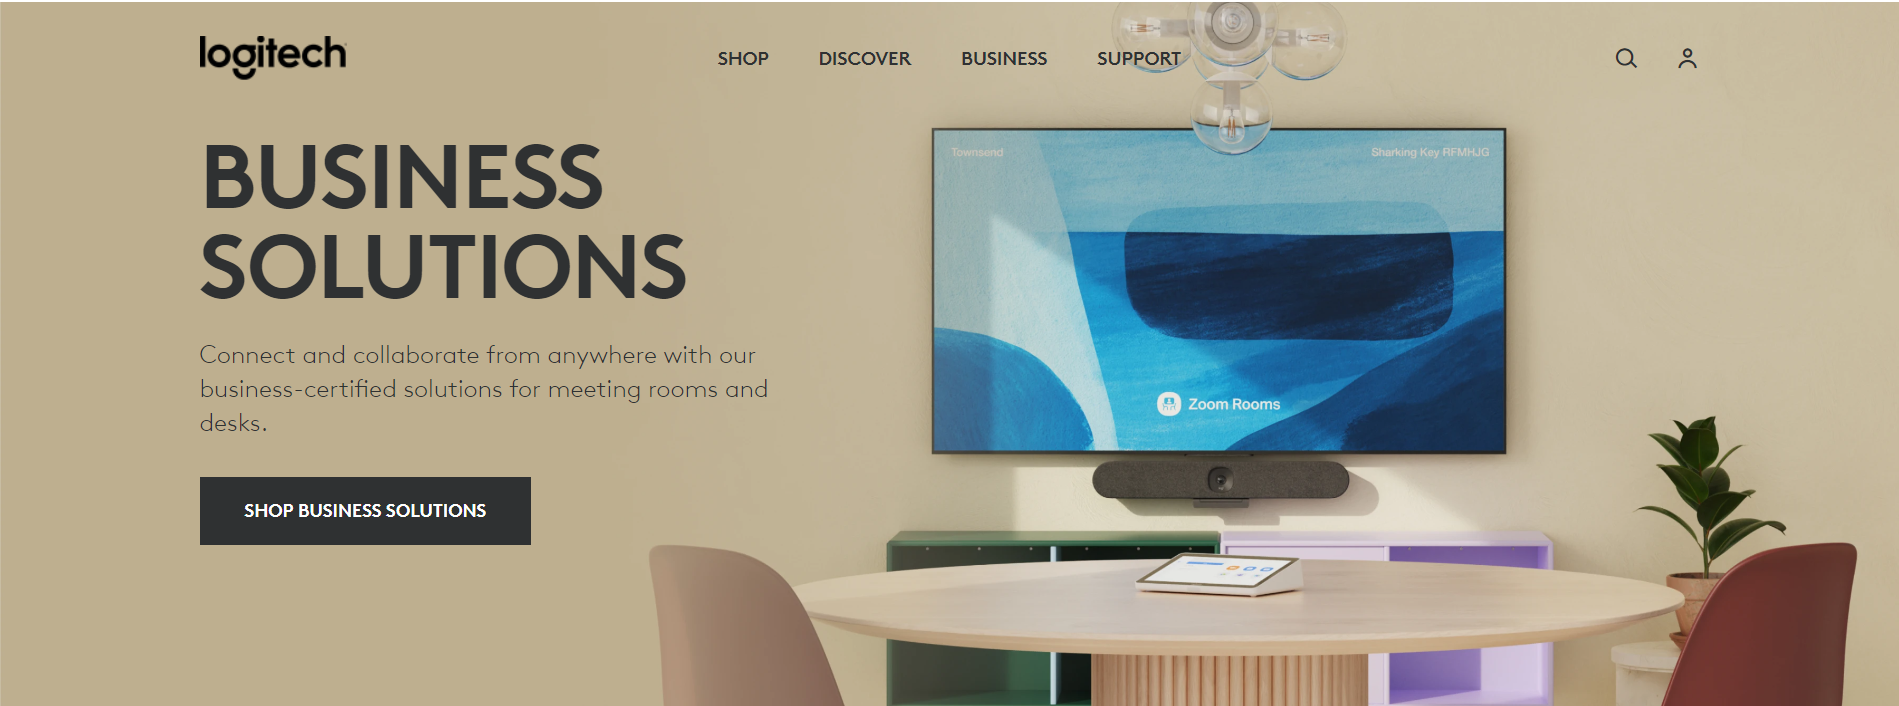 logitech
SHOP
DISCOVER
BUSINESS
SUPPORT
BUSINESS
SOLUTIONS
Connect and collaborate from anywhere with our
business-certified solutions for meeting rooms and
desks.
SHOP BUSINESS SOLUTIONS
Townsend
Sharking Key RFMHJG
Zoom Rooms